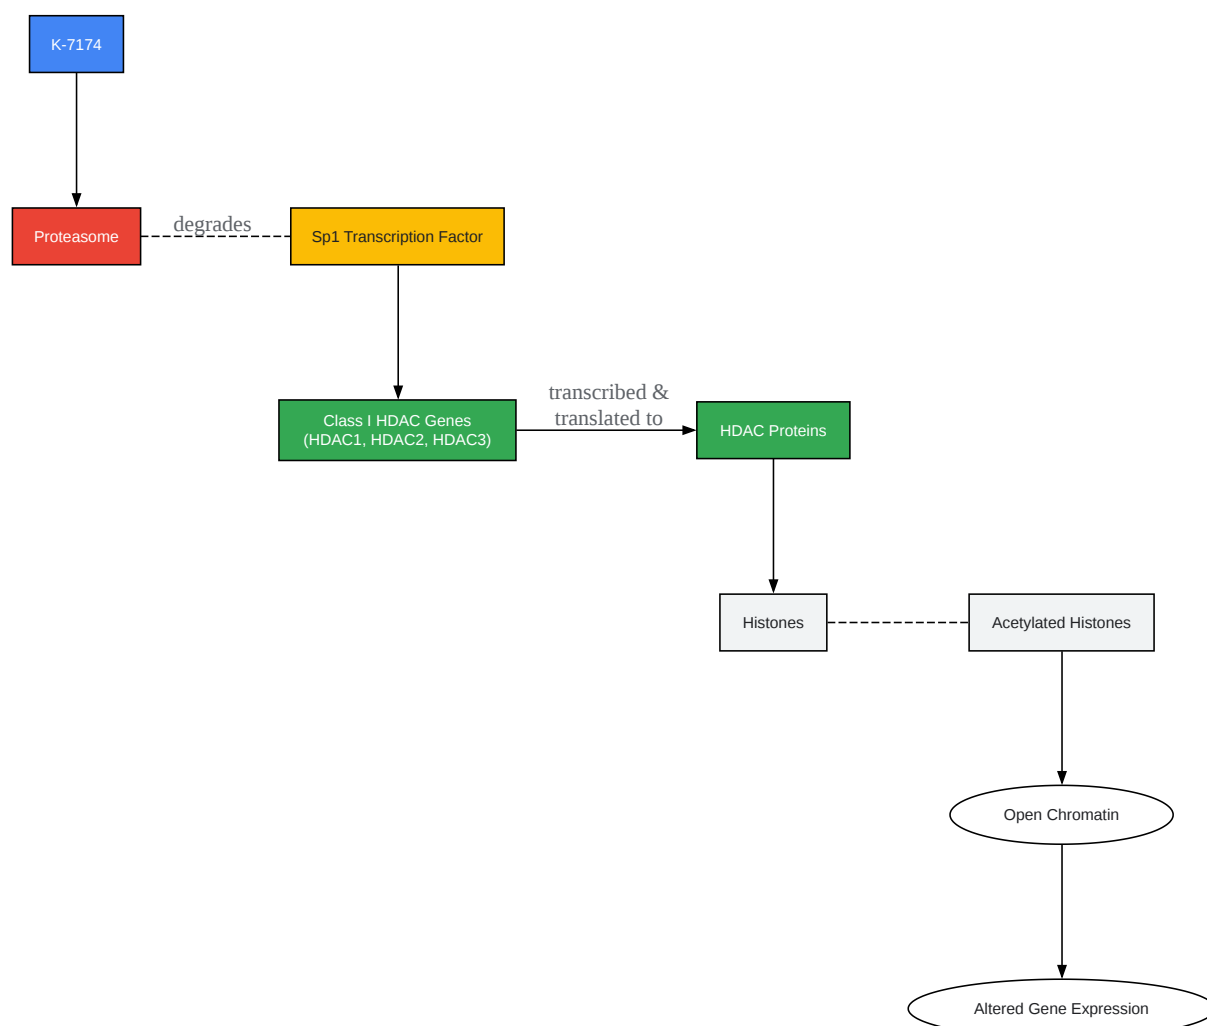 K-7174
Proteasome
degrades
Sp1 Transcription Factor
Class I HDAC Genes
(HDAC1, HDAC2, HDAC3)
transcribed &
translated to
HDAC Proteins
Histones
Acetylated Histones
Open Chromatin
Altered Gene Expression